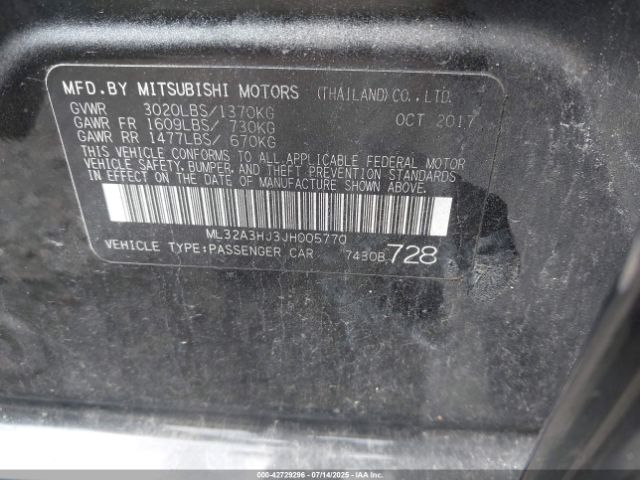 MFD. BY MITSUBISHI MOTORS (THAILAND) CO., LTD.
GVWR 3020LBS/1370KG OCT 2017
GAWR FR 1609LBS/ 730KG
GAWR RR 1477LBS/ 670KG
THIS VEHICLE CONFORMS TO ALL APPLICABLE FEDERAL MOTOR
VEHICLE SAFETY, BUMPER, AND THEFT PREVENTION STANDARDS
IN EFFECT ON THE DATE OF MANUFACTURE SHOWN ABOVE.
ML32A3HJ3JH005770
VEHICLE TYPE:PASSENGER CAR 7430B 728
000-42729296 - 07/14/2025 - IAAI.COM